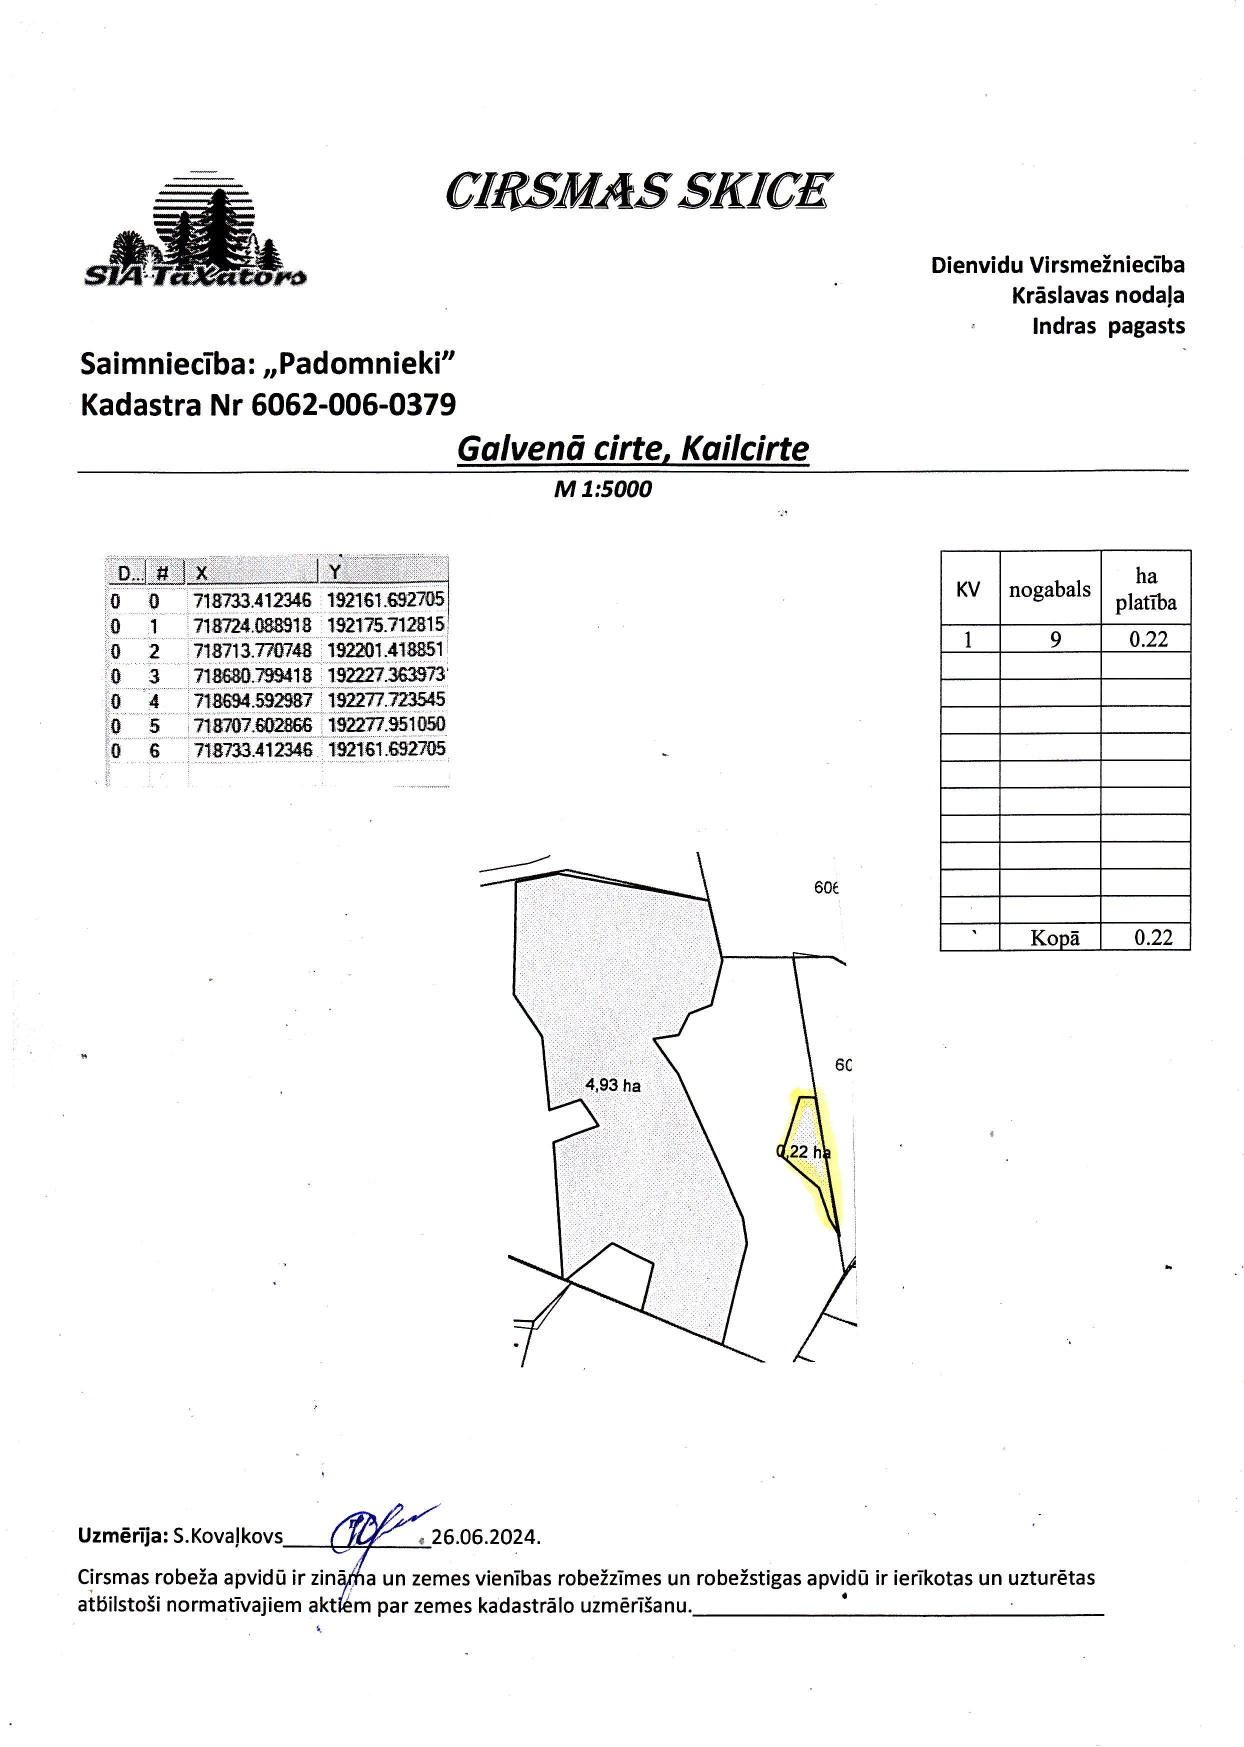 CIRSMAS SKICE
SIA Taxators
Dienvidu Virsmežniecība
Krāslavas nodaļa
Indras pagasts
Saimniecība: „Padomnieki”
Kadastra Nr 6062-006-0379
Galvenā cirte, Kailcirte
M 1:5000
D... # X Y
0 0 718733.412346 192161.692705
0 1 718724.088918 192175.712815
0 2 718713.770748 192201.418851
0 3 718680.799418 192227.363973
0 4 718694.592987 192277.723545
0 5 718707.602866 192277.951050
0 6 718733.412346 192161.692705
KV nogabals ha platība
1 9 0.22
Kopā 0.22
606
60
4,93 ha
0,22 ha
Uzmērīja: S.Kovaļkovs 26.06.2024.
Cirsmas robeža apvidū ir zināma un zemes vienības robežzīmes un robežstigas apvidū ir ierīkotas un uzturētas
atbilstoši normatīvajiem aktiem par zemes kadastrālo uzmērīšanu.